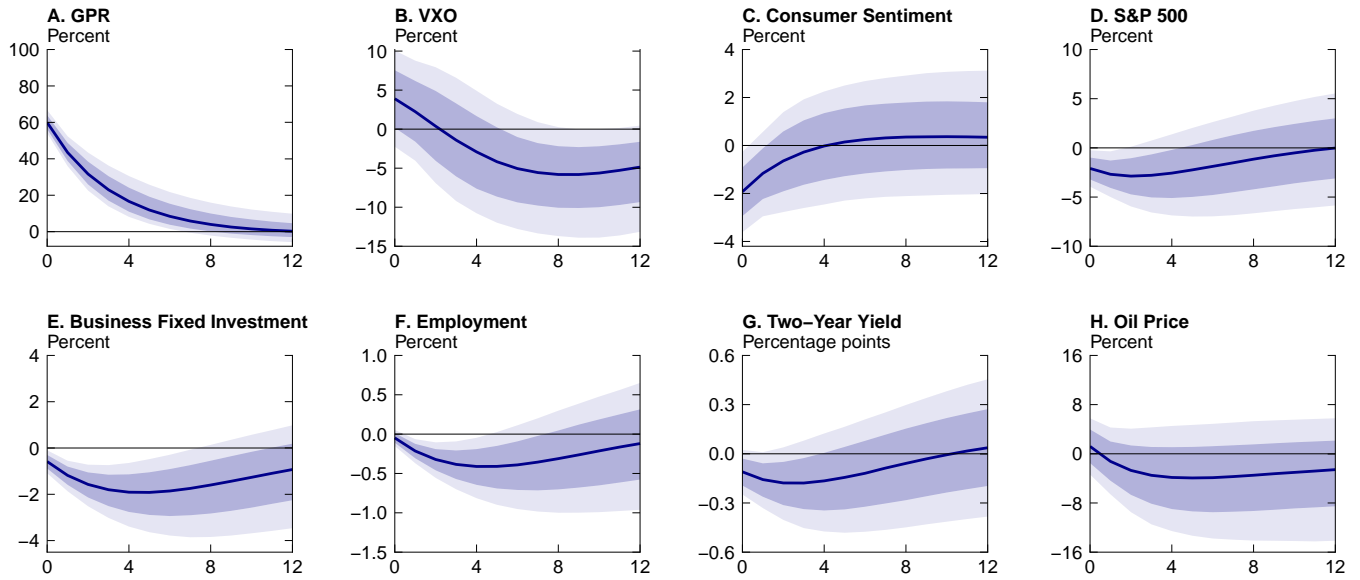 A. GPR
Percent
100
80
60
40
20
0
0 4 8 12
B. VXO
Percent
10
5
0
−5
−10
−15
0 4 8 12
C. Consumer Sentiment
Percent
4
2
0
−2
−4
0 4 8 12
D. S&P 500
Percent
10
5
0
−5
−10
0 4 8 12
E. Business Fixed Investment
Percent
4
2
0
−2
−4
0 4 8 12
F. Employment
Percent
1.0
0.5
0.0
−0.5
−1.0
−1.5
0 4 8 12
G. Two−Year Yield
Percentage points
0.6
0.3
0.0
−0.3
−0.6
0 4 8 12
H. Oil Price
Percent
16
8
0
−8
−16
0 4 8 12